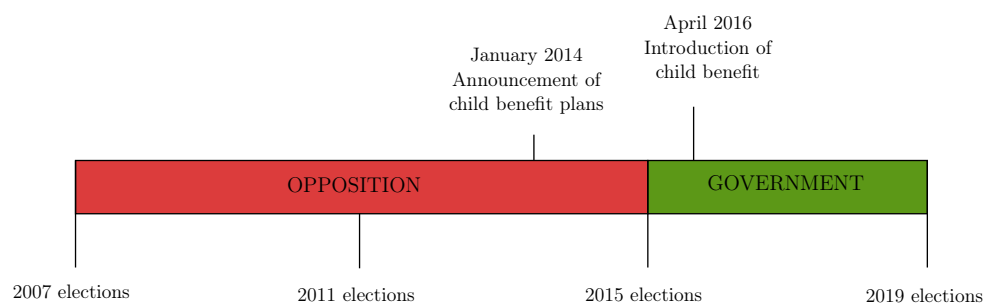 April 2016
Introduction of
child benefit
January 2014
Announcement of
child benefit plans
OPPOSITION
GOVERNMENT
2007 elections
2011 elections
2015 elections
2019 elections